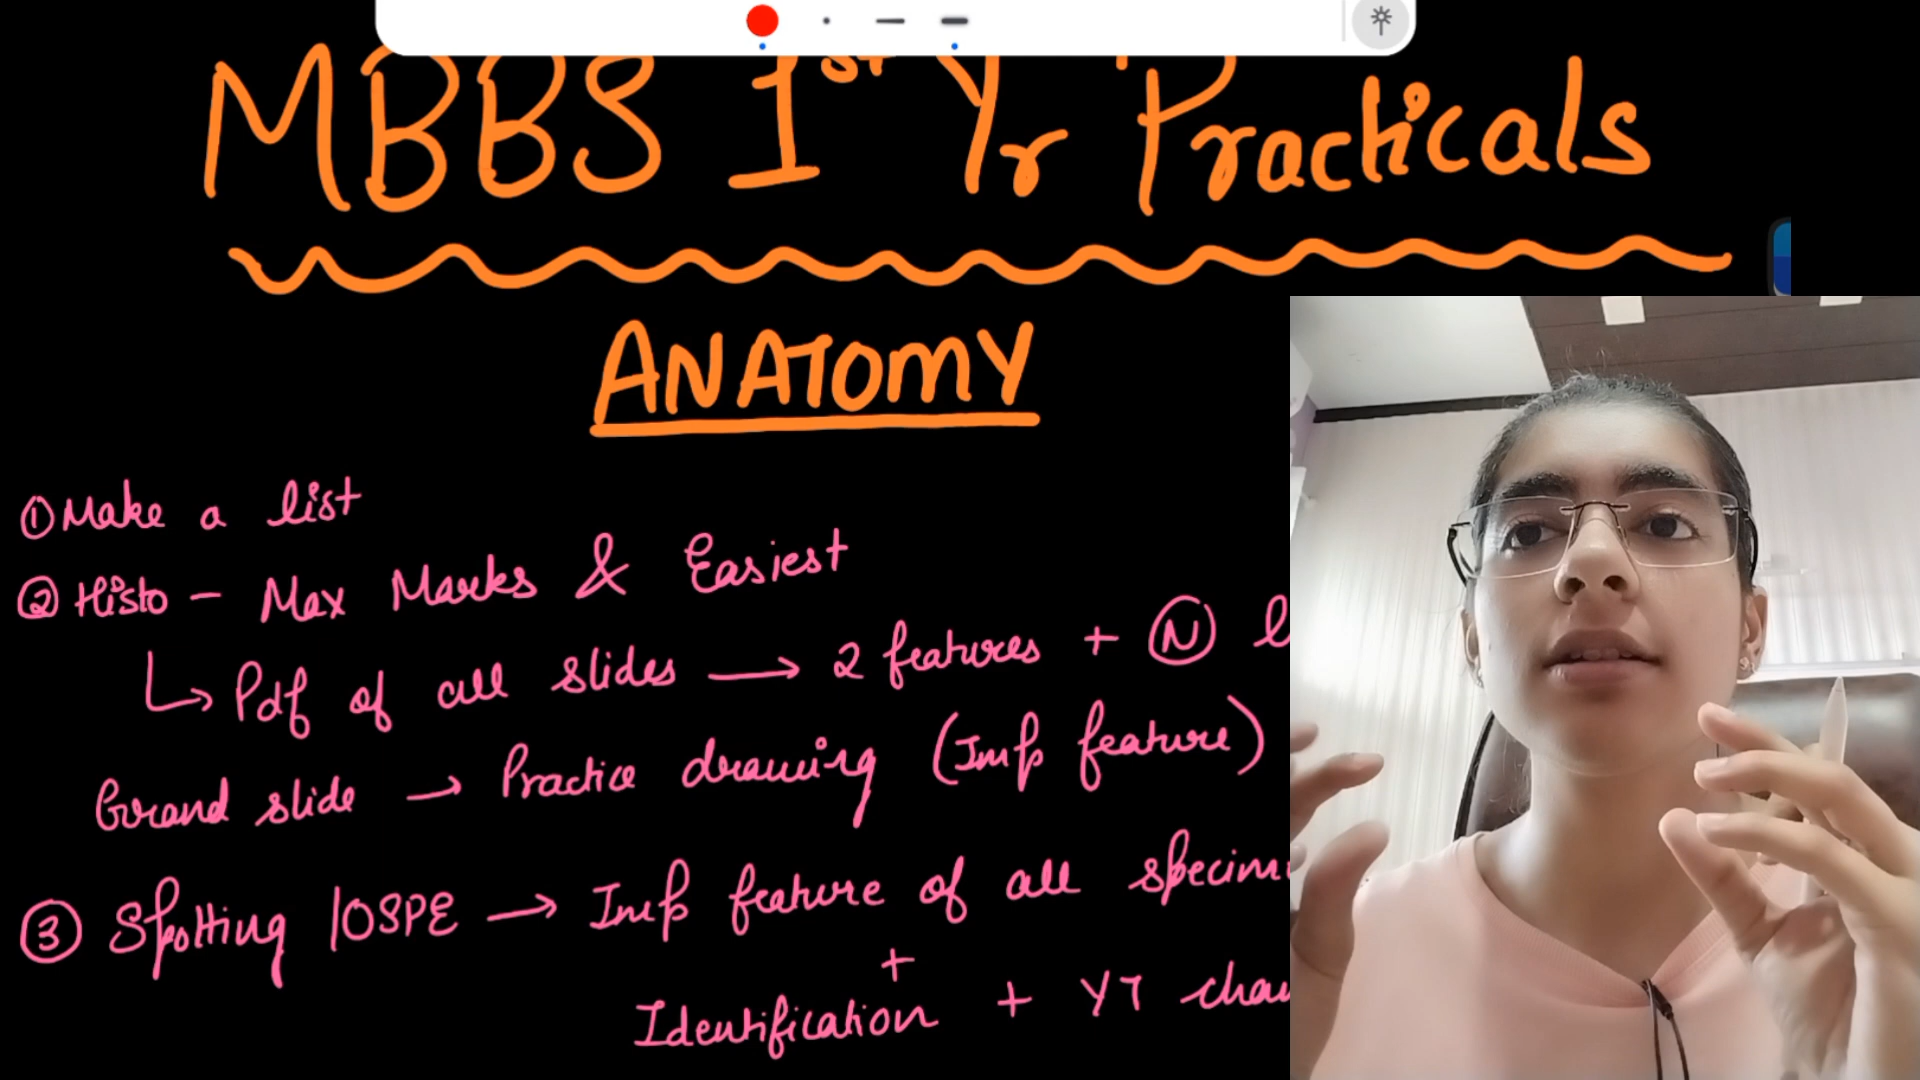 MBBS 1st Yr Practicals
ANATOMY
① Make a list
② Histo - Max Marks & Easiest
↳ Pdf of all slides → 2 features + Ⓝ
Grand slide → Practice drawing (Imp feature)
③ Spotting / OSPE → Imp feature of all
+
Identification + YT